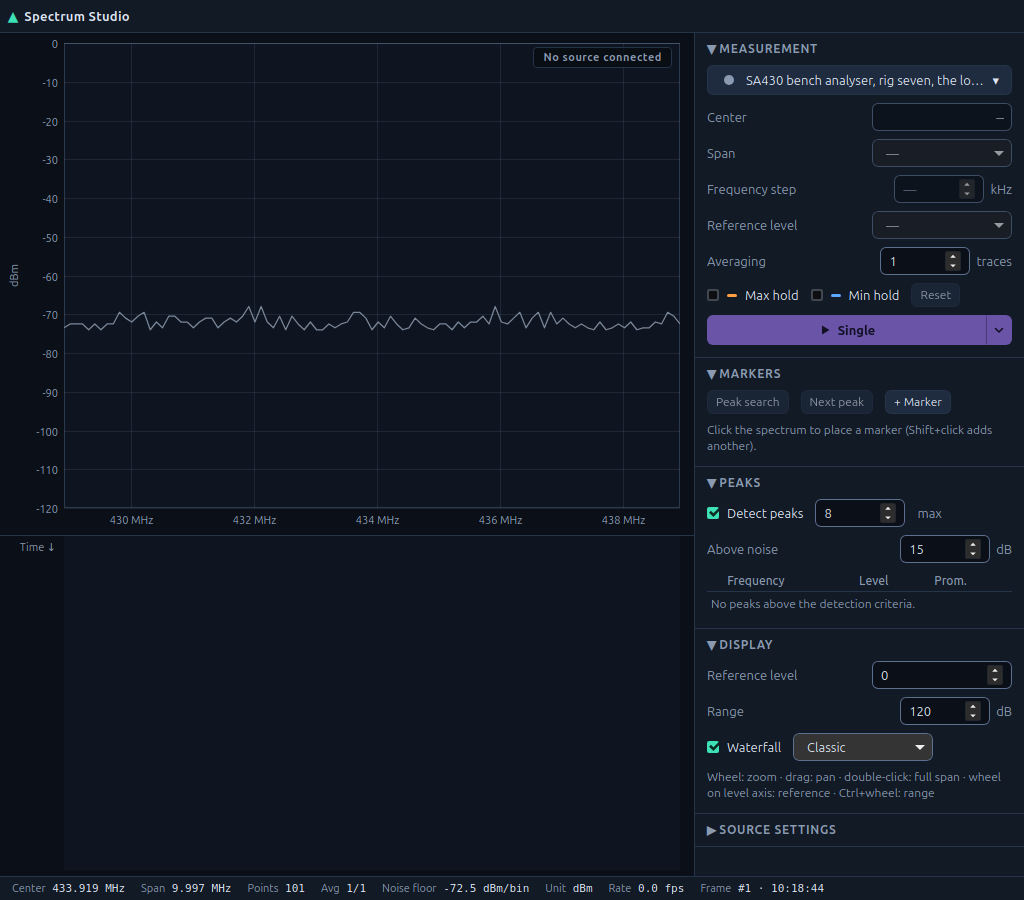 Spectrum Studio
No source connected
0
-10
-20
-30
-40
-50
-60
-70
-80
-90
-100
-110
-120
dBm
430 MHz 432 MHz 434 MHz 436 MHz 438 MHz
Time ↓
▼ MEASUREMENT
SA430 bench analyser, rig seven, the lo… ▾
Center –
Span —
Frequency step — kHz
Reference level —
Averaging 1 traces
Max hold Min hold Reset
Single
▼ MARKERS
Peak search Next peak + Marker
Click the spectrum to place a marker (Shift+click adds
another).
▼ PEAKS
Detect peaks 8 max
Above noise 15 dB
Frequency Level Prom.
No peaks above the detection criteria.
▼ DISPLAY
Reference level 0
Range 120 dB
Waterfall Classic
Wheel: zoom · drag: pan · double-click: full span · wheel
on level axis: reference · Ctrl+wheel: range
▶ SOURCE SETTINGS
Center 433.919 MHz Span 9.997 MHz Points 101 Avg 1/1 Noise floor -72.5 dBm/bin Unit dBm Rate 0.0 fps Frame #1 · 10:18:44